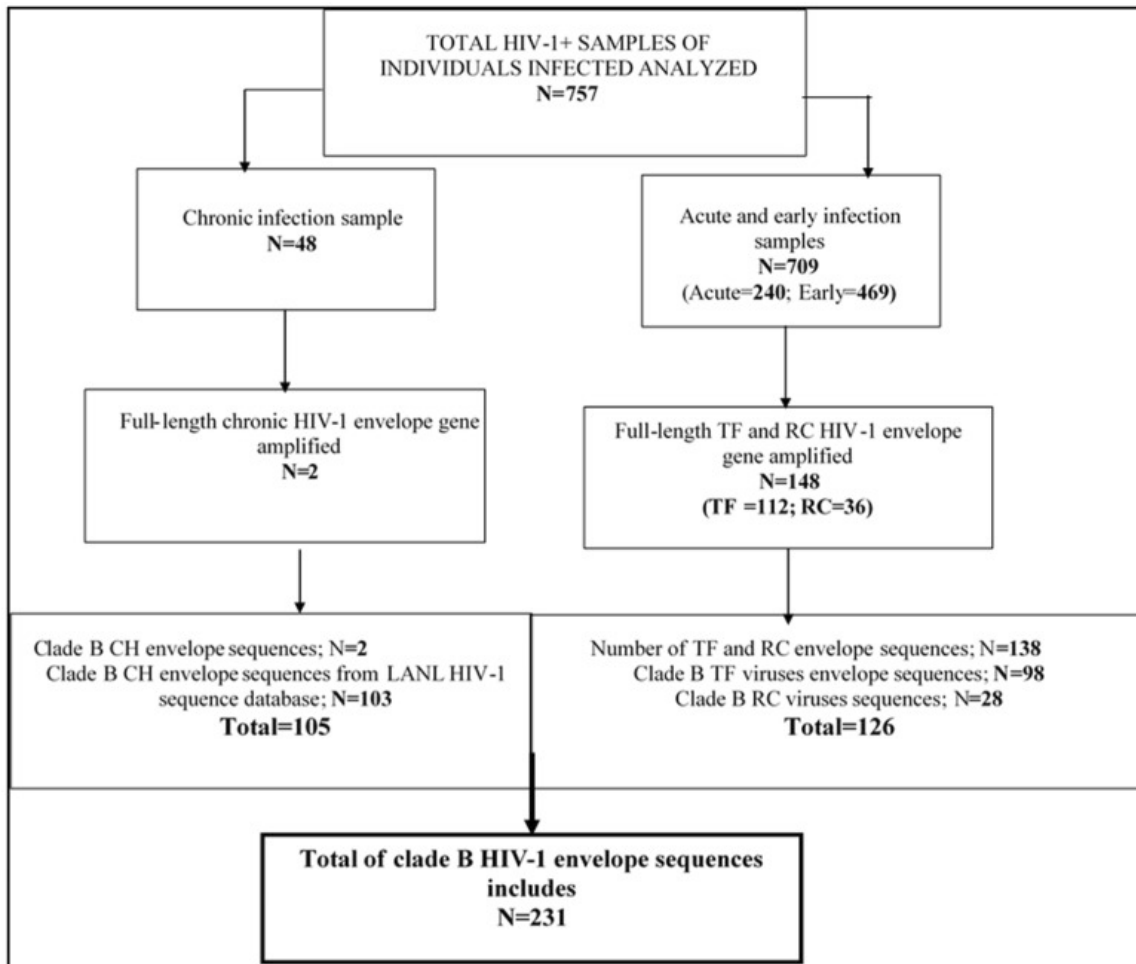 TOTAL HIV-1+ SAMPLES OF
INDIVIDUALS INFECTED ANALYZED
N=757
Chronic infection sample
N=48
Acute and early infection
samples
N=709
(Acute=240; Early=469)
Full-length chronic HIV-1 envelope gene
amplified
N=2
Full-length TF and RC HIV-1 envelope
gene amplified
N=148
(TF =112; RC=36)
Clade B CH envelope sequences; N=2
Clade B CH envelope sequences from LANL HIV-1
sequence database; N=103
Total=105
Number of TF and RC envelope sequences; N=138
Clade B TF viruses envelope sequences; N=98
Clade B RC viruses sequences; N=28
Total=126
Total of clade B HIV-1 envelope sequences
includes
N=231